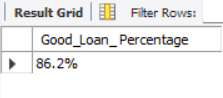 Result Grid Filter Rows:
Good_Loan_Percentage
86.2%